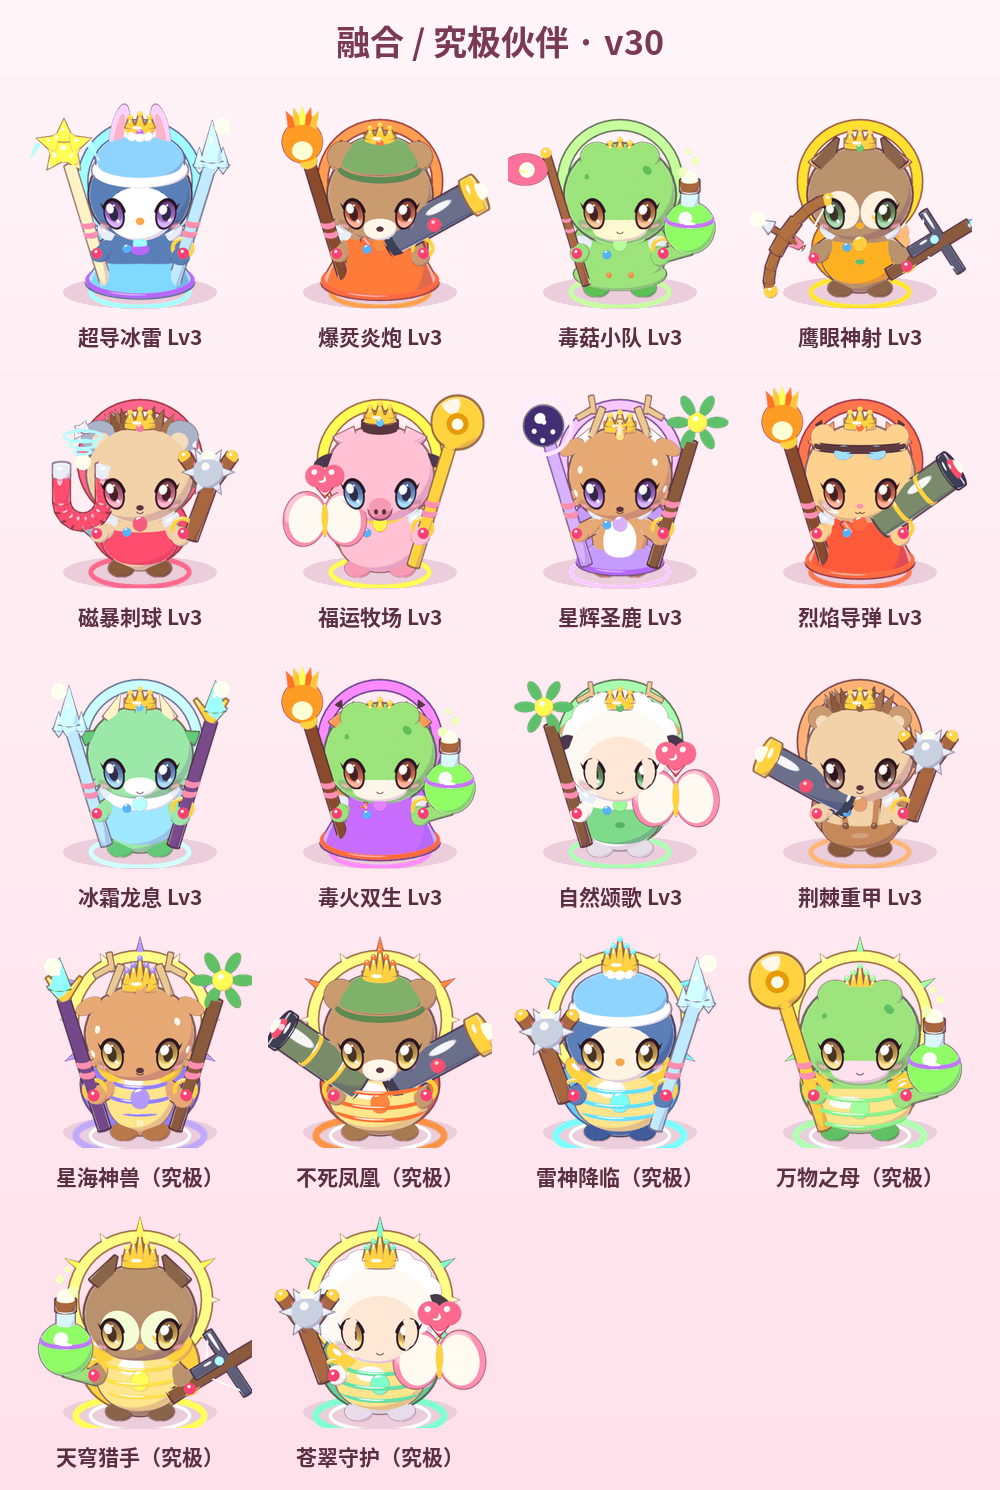 融合 / 究极伙伴 · v30
超导冰雷 Lv3
爆烎炎炮 Lv3
毒菇小队 Lv3
鹰眼神射 Lv3
磁暴刺球 Lv3
福运牧场 Lv3
星辉圣鹿 Lv3
烈焰导弹 Lv3
冰霜龙息 Lv3
毒火双生 Lv3
自然颂歌 Lv3
荆棘重甲 Lv3
星海神兽（究极）
不死凤凰（究极）
雷神降临（究极）
万物之母（究极）
天穹猎手（究极）
苍翠守护（究极）